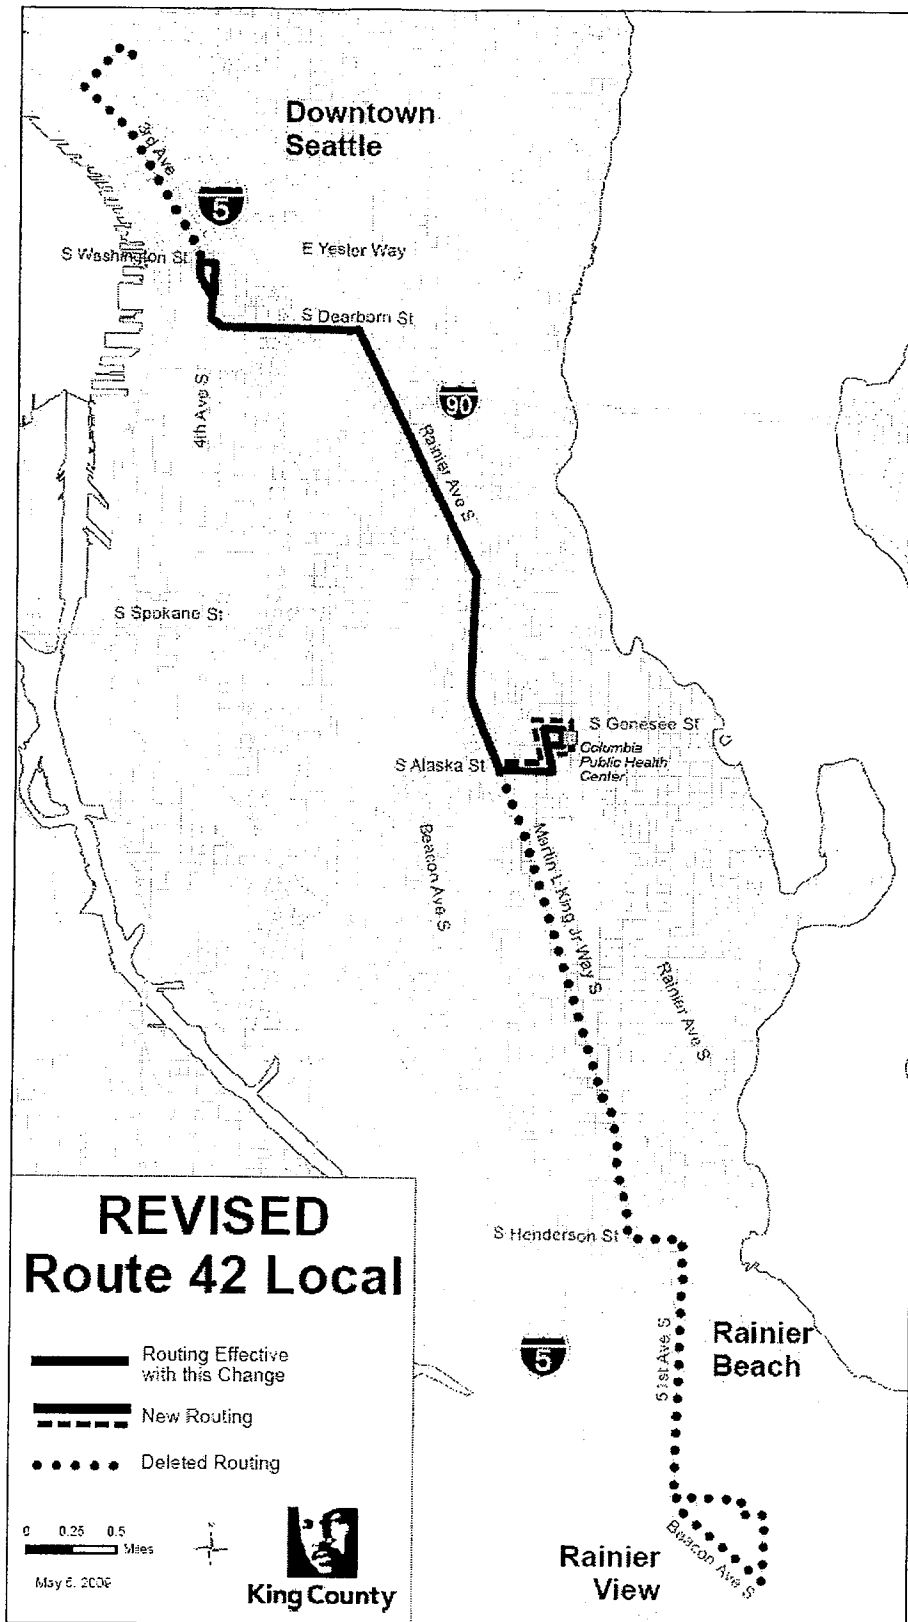 Downtown
Seattle
3rd Ave
5
S Washington St
E Yesler Way
S Dearborn St
4th Ave S
90
Rainier Ave S
S Spokane St
S Genesee St
Columbia
Public Health
Center
S Alaska St
Beacon Ave S
Martin L King Jr Way S
Rainier Ave S
S Henderson St
REVISED
Route 42 Local
Routing Effective
with this Change
New Routing
Deleted Routing
0 0.25 0.5
Miles
May 6, 2009
King County
5
51st Ave S
Rainier
Beach
Beacon Ave S
Rainier
View